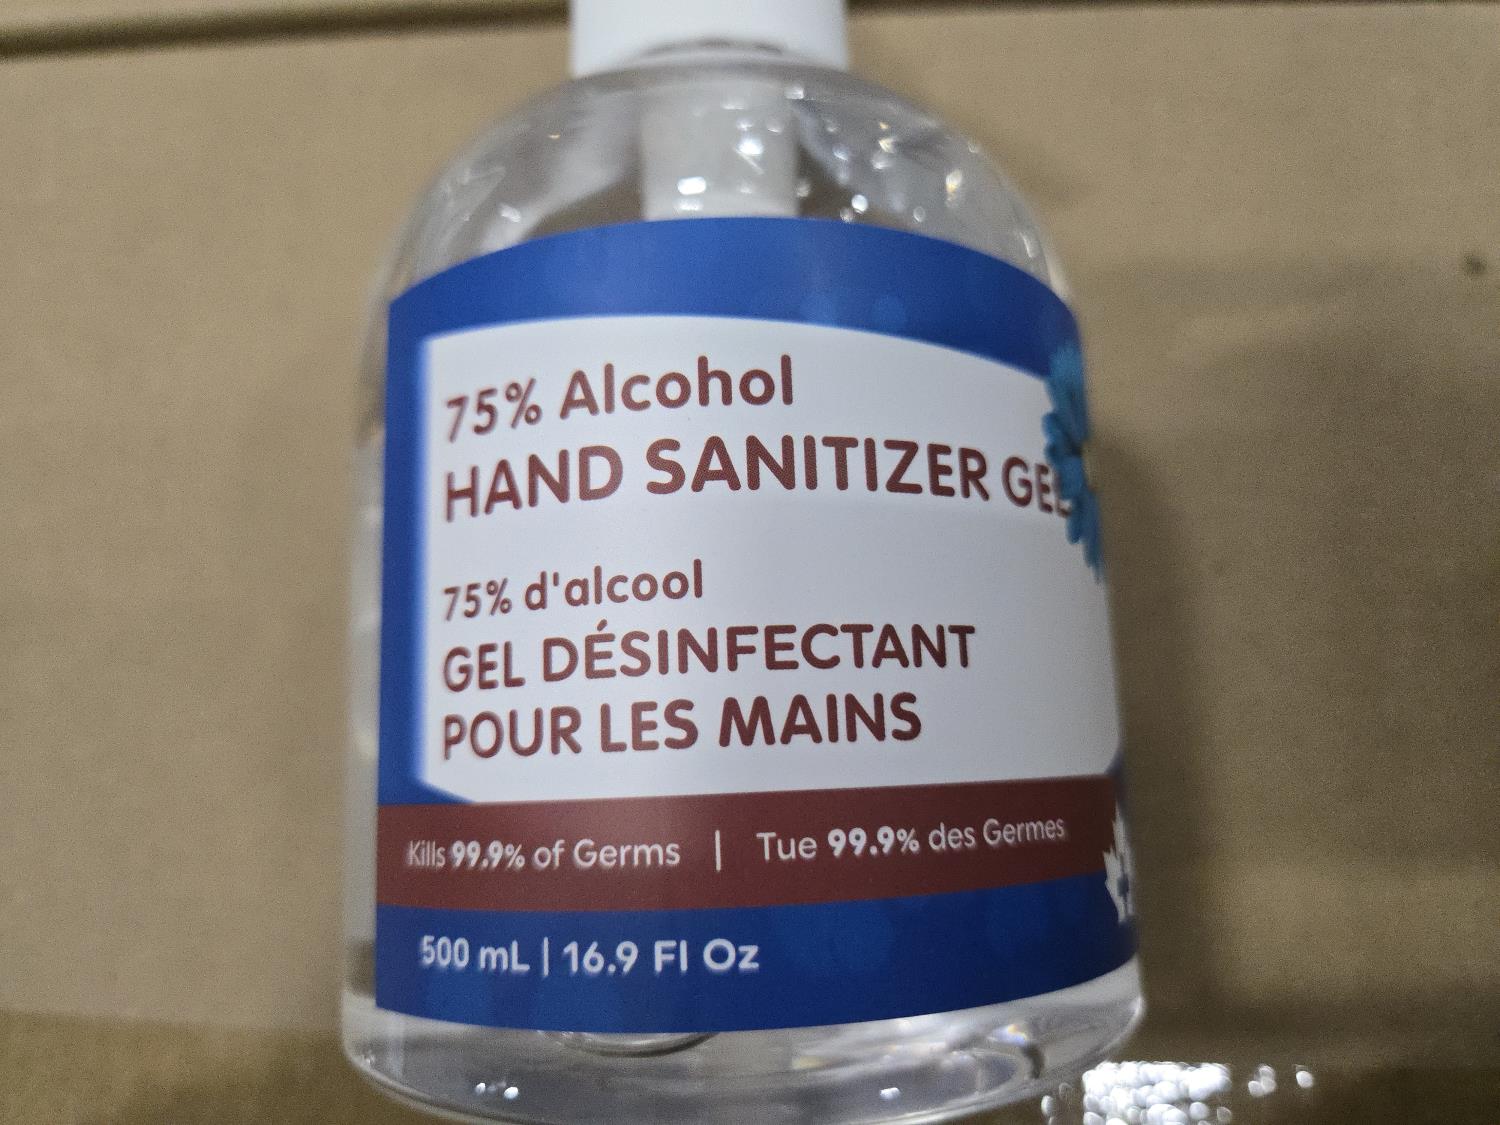 75% Alcohol
HAND SANITIZER GEL
75% d'alcool
GEL DÉSINFECTANT
POUR LES MAINS
Kills 99.9% of Germs | Tue 99.9% des Germes
500 mL | 16.9 Fl Oz